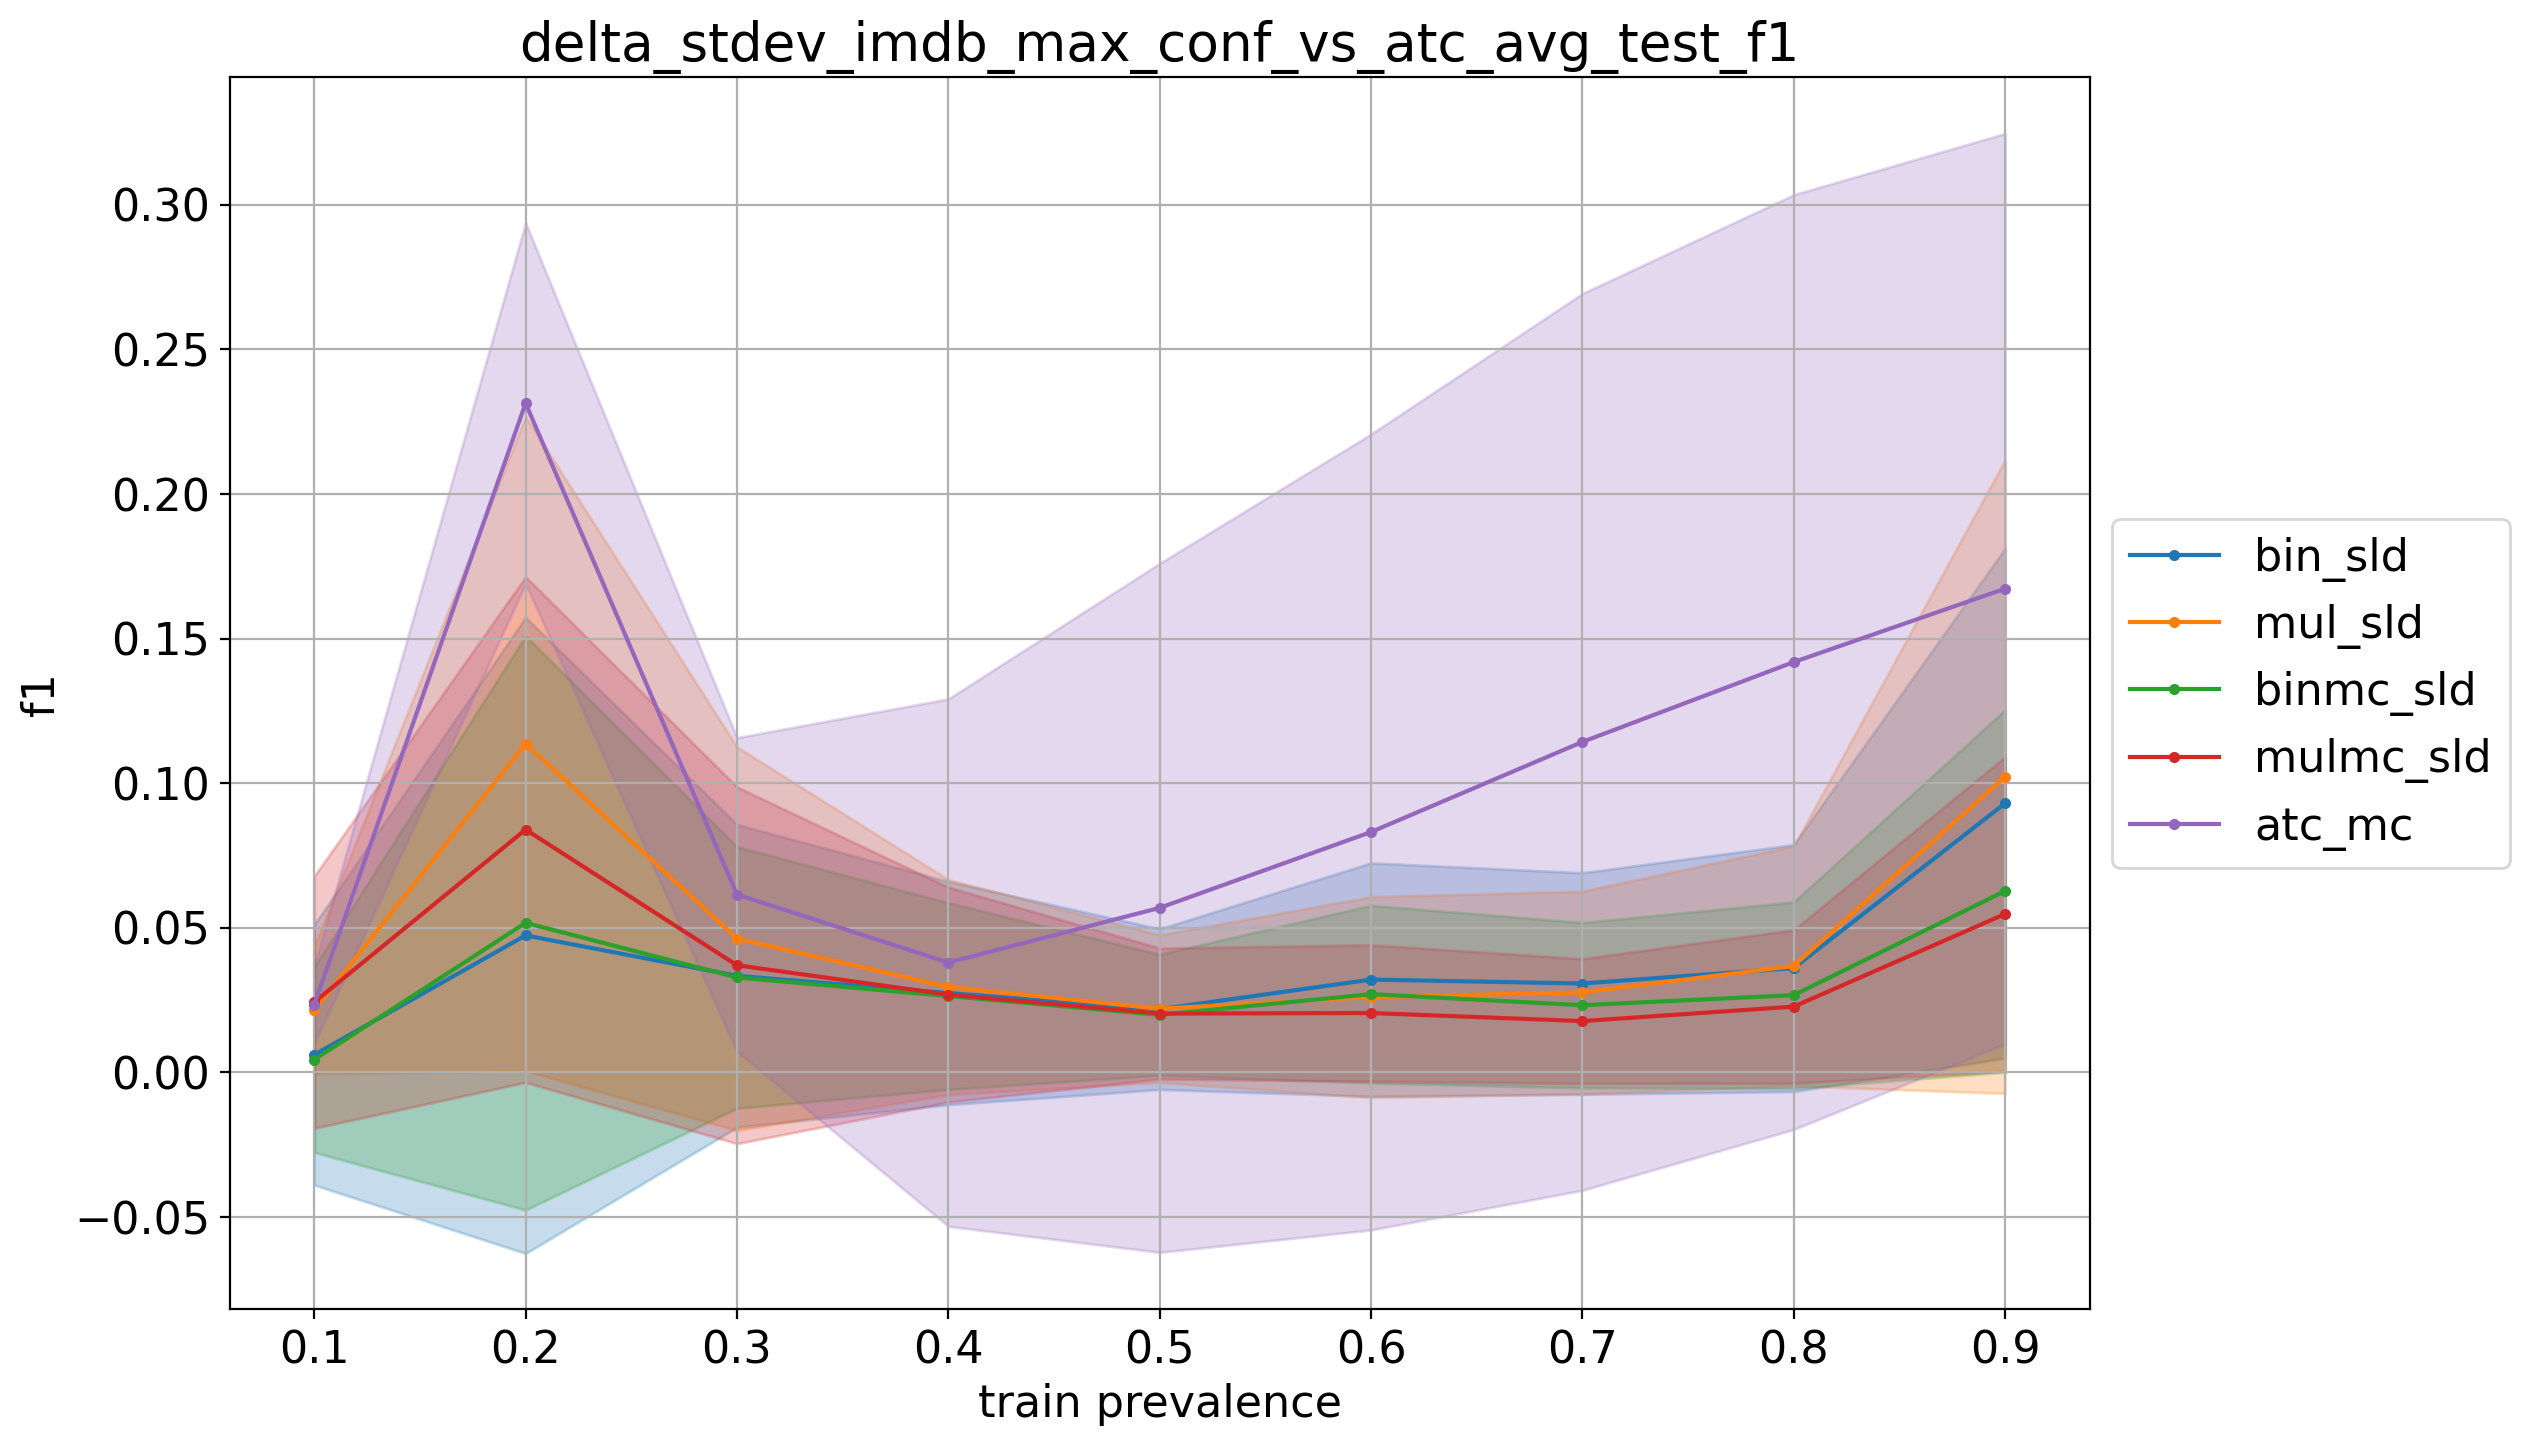 delta_stdev_imdb_max_conf_vs_atc_avg_test_f1
0.30
0.25
0.20
0.15
0.10
0.05
0.00
−0.05
f1
0.1 0.2 0.3 0.4 0.5 0.6 0.7 0.8 0.9
train prevalence
bin_sld
mul_sld
binmc_sld
mulmc_sld
atc_mc